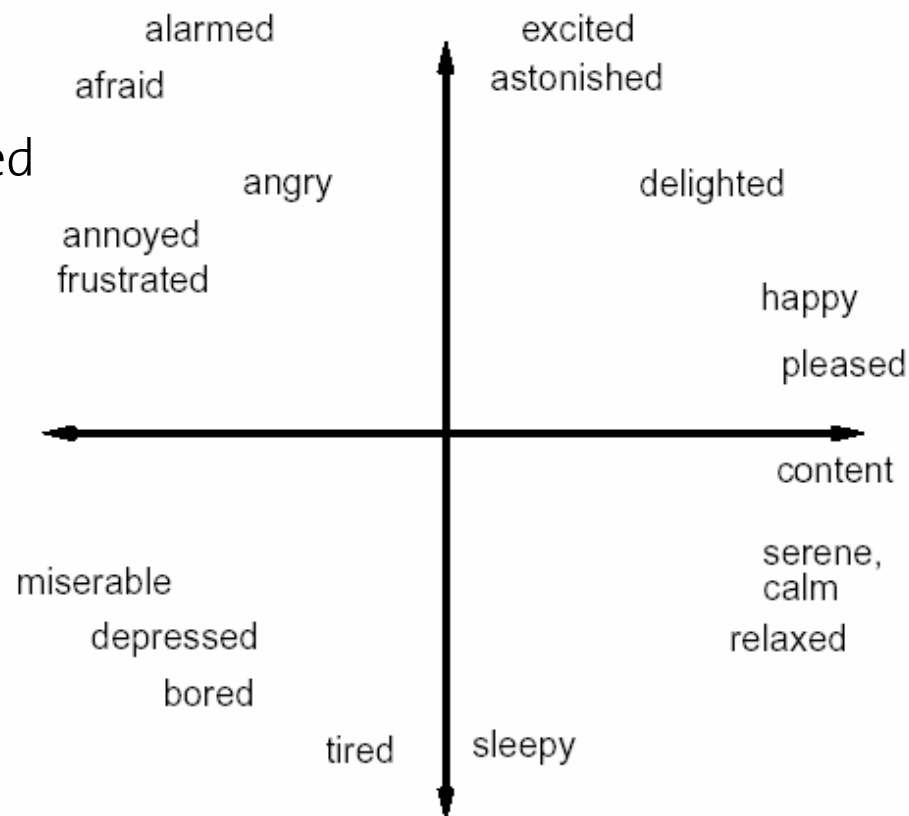 alarmed
excited
afraid
astonished
ed
angry
delighted
annoyed
frustrated
happy
pleased
content
serene,
calm
miserable
depressed
relaxed
bored
tired
sleepy